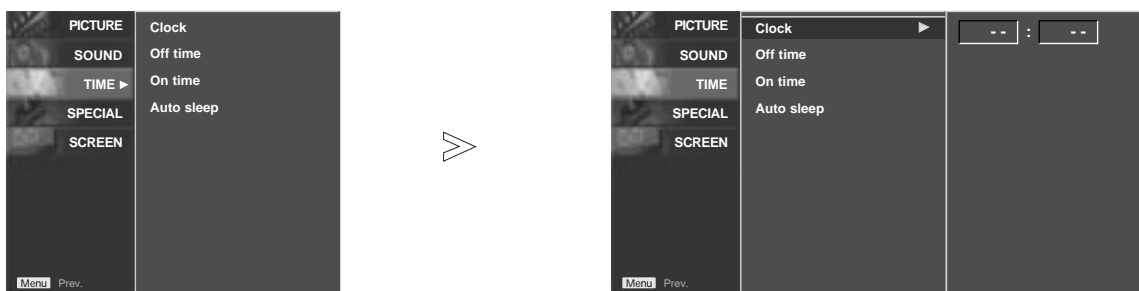 PICTURE
SOUND
TIME ►
SPECIAL
SCREEN
Clock
Off time
On time
Auto sleep
Menu Prev.
PICTURE
SOUND
TIME
SPECIAL
SCREEN
Clock ►
Off time
On time
Auto sleep
- - : - -
Menu Prev.